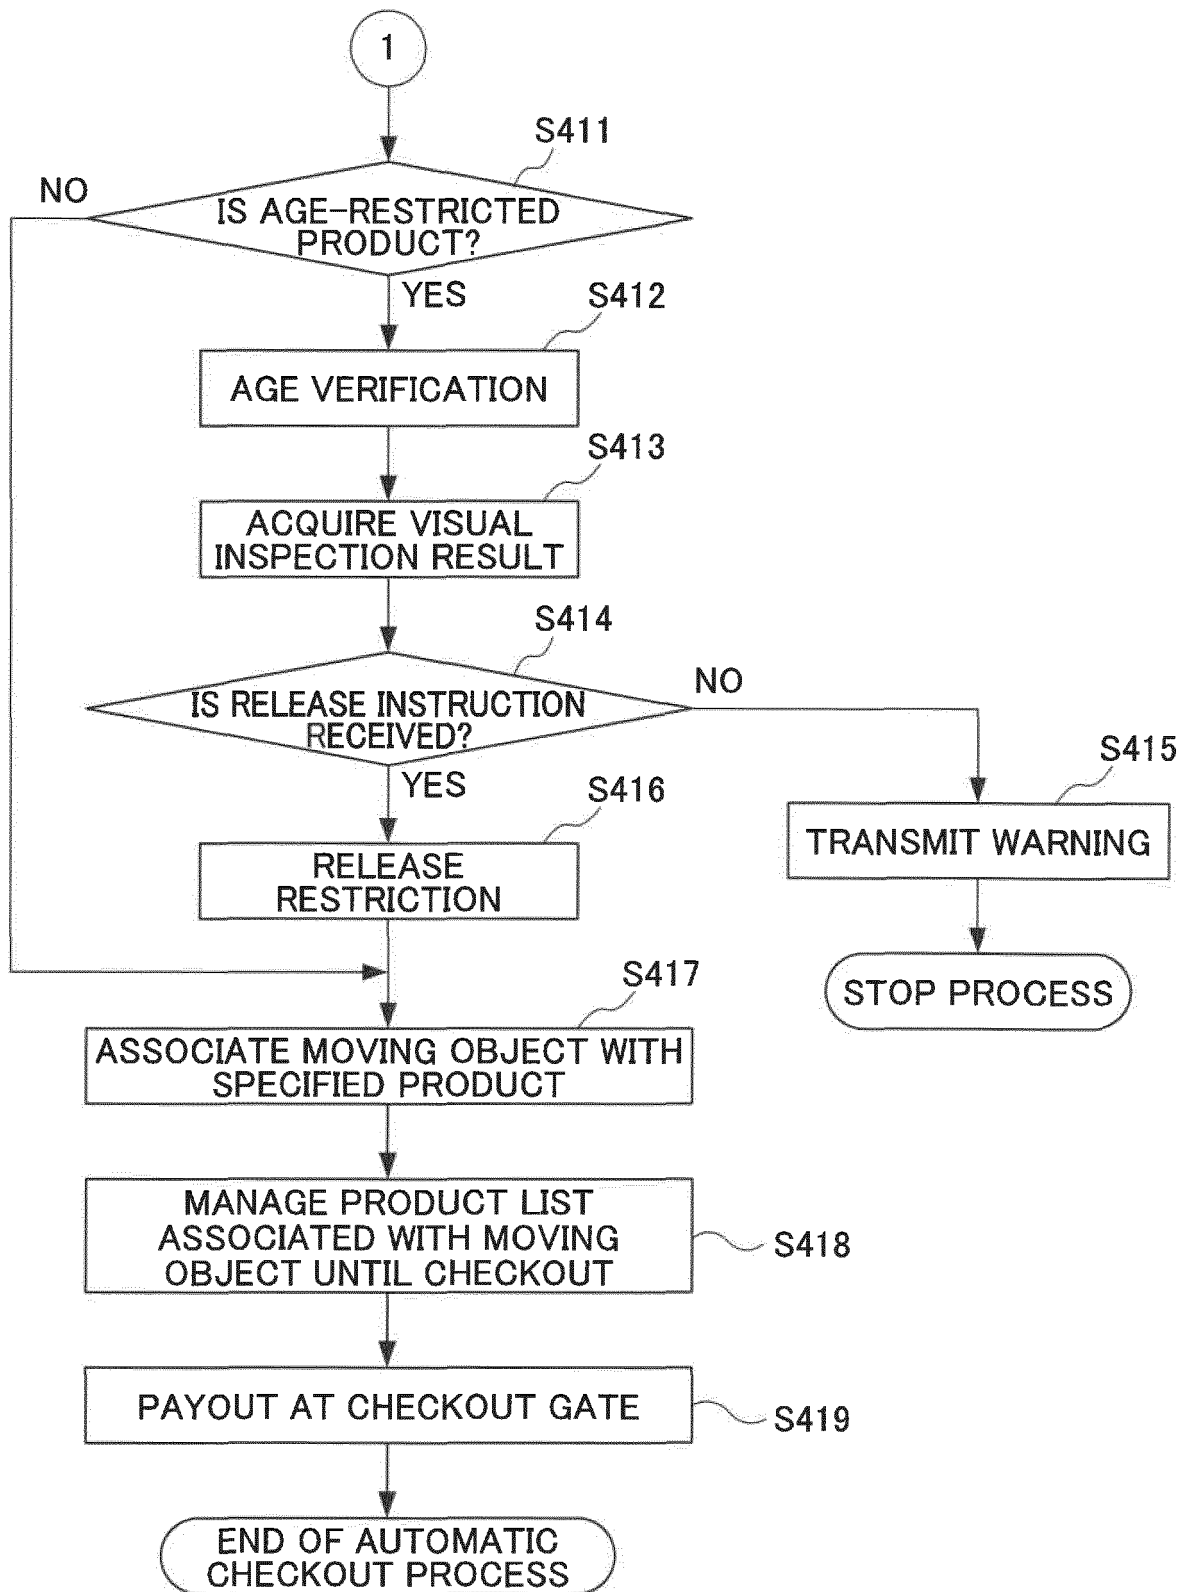 1
S411
NO
IS AGE-RESTRICTED
PRODUCT?
YES
S412
AGE VERIFICATION
S413
ACQUIRE VISUAL
INSPECTION RESULT
S414
NO
IS RELEASE INSTRUCTION
RECEIVED?
YES
S415
S416
TRANSMIT WARNING
RELEASE
RESTRICTION
S417
STOP PROCESS
ASSOCIATE MOVING OBJECT WITH
SPECIFIED PRODUCT
MANAGE PRODUCT LIST
ASSOCIATED WITH MOVING
OBJECT UNTIL CHECKOUT
S418
PAYOUT AT CHECKOUT GATE
S419
END OF AUTOMATIC
CHECKOUT PROCESS